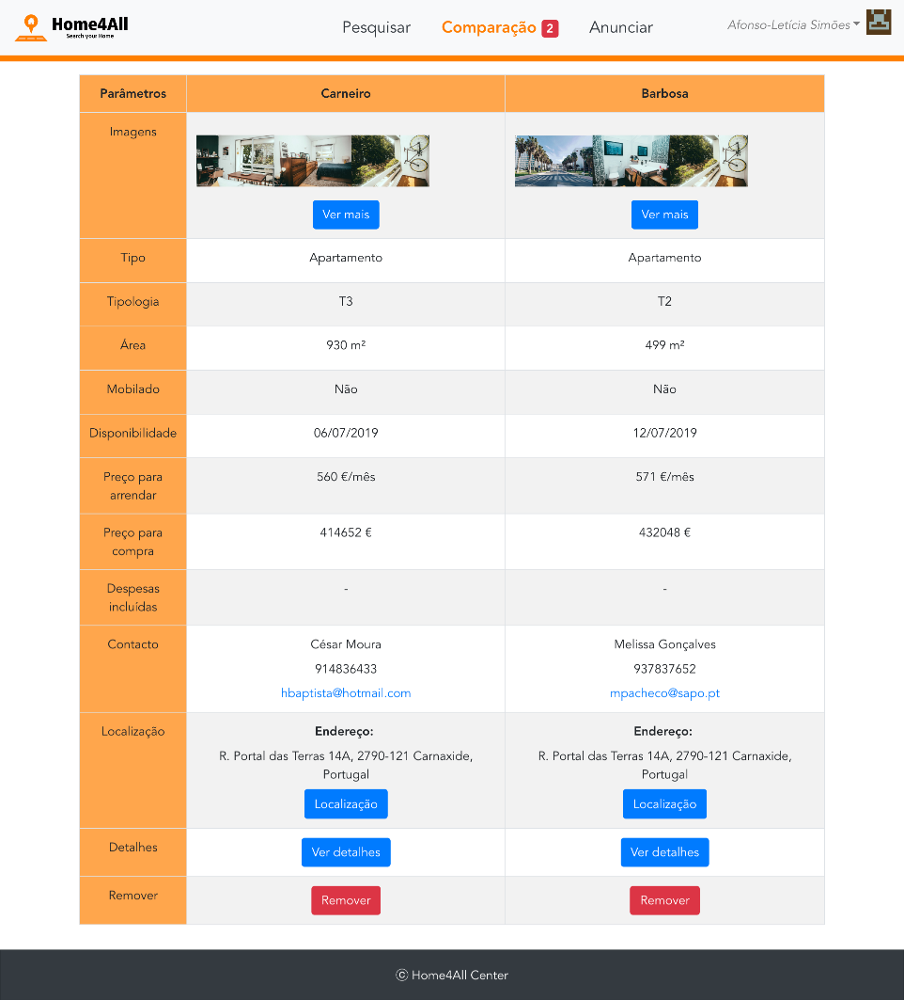 Home4All
Search your Home
Pesquisar
Comparação 2
Anunciar
Afonso-Letícia Simões
Parâmetros
Carneiro
Barbosa
Imagens
Ver mais
Ver mais
Tipo
Apartamento
Apartamento
Tipologia
T3
T2
Área
930 m²
499 m²
Mobilado
Não
Não
Disponibilidade
06/07/2019
12/07/2019
Preço para
arrendar
560 €/mês
571 €/mês
Preço para
compra
414652 €
432048 €
Despesas
incluídas
-
-
Contacto
César Moura
914836433
hbaptista@hotmail.com
Melissa Gonçalves
937837652
mpacheco@sapo.pt
Localização
Endereço:
R. Portal das Terras 14A, 2790-121 Carnaxide,
Portugal
Localização
Endereço:
R. Portal das Terras 14A, 2790-121 Carnaxide,
Portugal
Localização
Detalhes
Ver detalhes
Ver detalhes
Remover
Remover
Remover
© Home4All Center